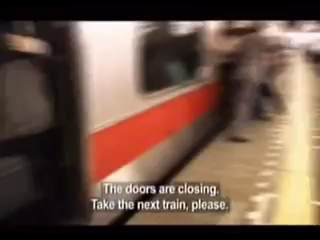 The doors are closing.
Take the next train, please.